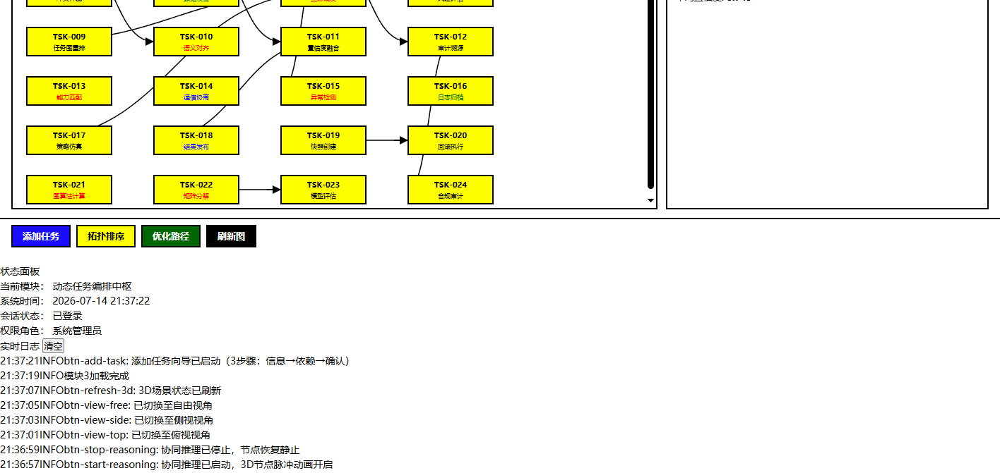 TSK-009
任务图重排
TSK-010
语义对齐
TSK-011
置信度融合
TSK-012
审计溯源
TSK-013
能力匹配
TSK-014
通信协商
TSK-015
异常检测
TSK-016
日志归档
TSK-017
策略仿真
TSK-018
结果发布
TSK-019
快照创建
TSK-020
回滚执行
TSK-021
图算法计算
TSK-022
矩阵分解
TSK-023
模型评估
TSK-024
合规审计
添加任务 拓扑排序 优化路径 刷新图
状态面板
当前模块： 动态任务编排中枢
系统时间： 2026-07-14 21:37:22
会话状态： 已登录
权限角色： 系统管理员
实时日志 清空
21:37:21INFObtn-add-task: 添加任务向导已启动（3步骤：信息→依赖→确认）
21:37:19INFO模块3加载完成
21:37:07INFObtn-refresh-3d: 3D场景状态已刷新
21:37:05INFObtn-view-free: 已切换至自由视角
21:37:03INFObtn-view-side: 已切换至侧视视角
21:37:01INFObtn-view-top: 已切换至俯视视角
21:36:59INFObtn-stop-reasoning: 协同推理已停止，节点恢复静止
21:36:57INFObtn-start-reasoning: 协同推理已启动，3D节点脉冲动画开启